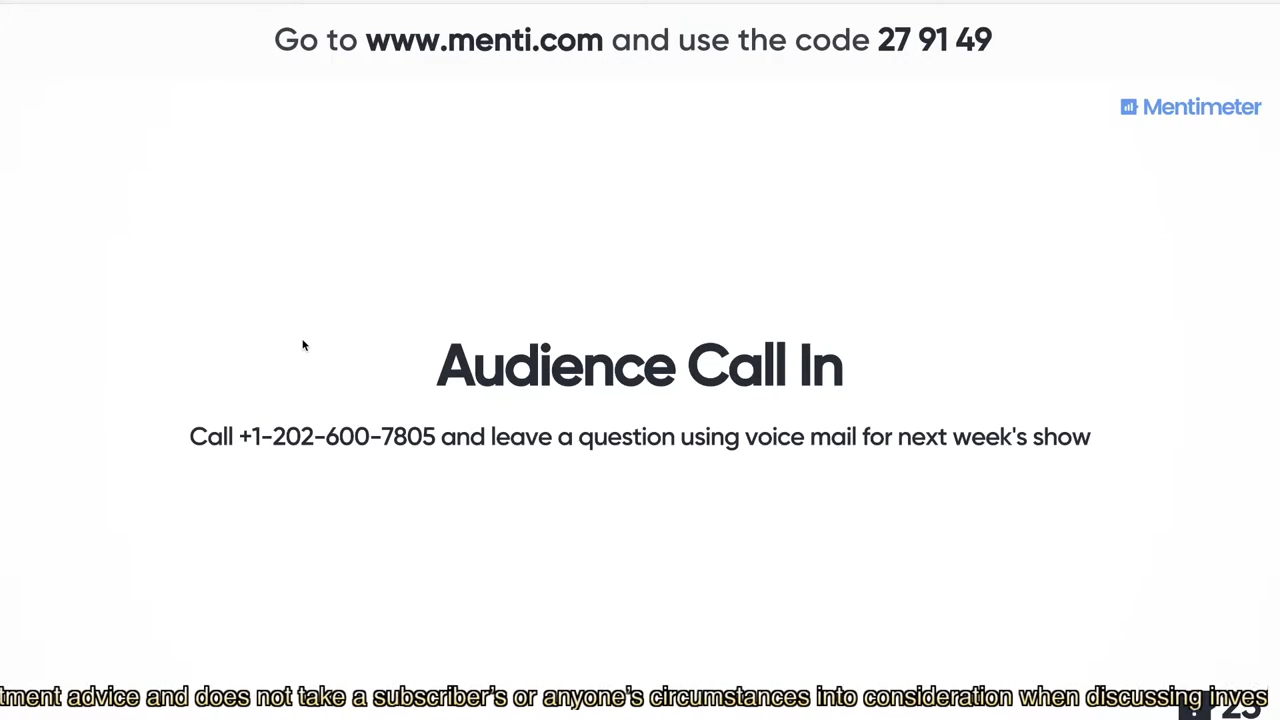 Go to www.menti.com and use the code 27 91 49
Mentimeter
Audience Call In
Call +1-202-600-7805 and leave a question using voice mail for next week's show
advice and does not take a subscriber's or anyone's circumstances into consideration when discussing